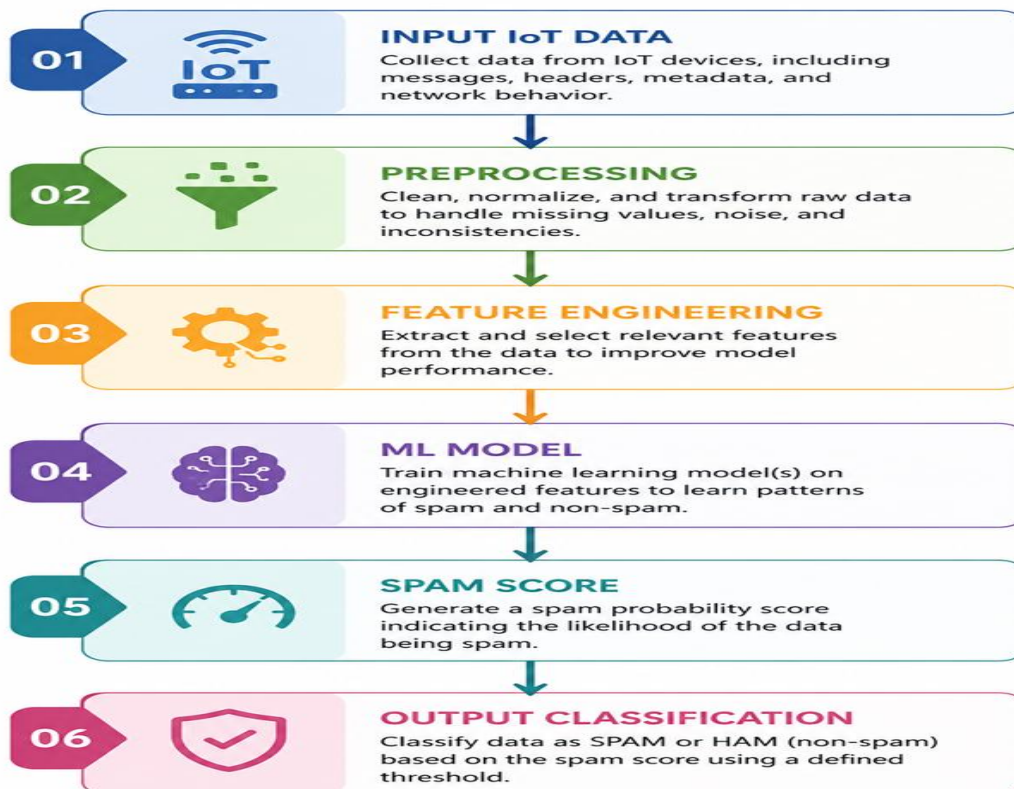 01
IoT
INPUT IoT DATA
Collect data from IoT devices, including
messages, headers, metadata, and
network behavior.
02
PREPROCESSING
Clean, normalize, and transform raw data
to handle missing values, noise, and
inconsistencies.
03
FEATURE ENGINEERING
Extract and select relevant features
from the data to improve model
performance.
04
ML MODEL
Train machine learning model(s) on
engineered features to learn patterns
of spam and non-spam.
05
SPAM SCORE
Generate a spam probability score
indicating the likelihood of the data
being spam.
06
OUTPUT CLASSIFICATION
Classify data as SPAM or HAM (non-spam)
based on the spam score using a defined
threshold.